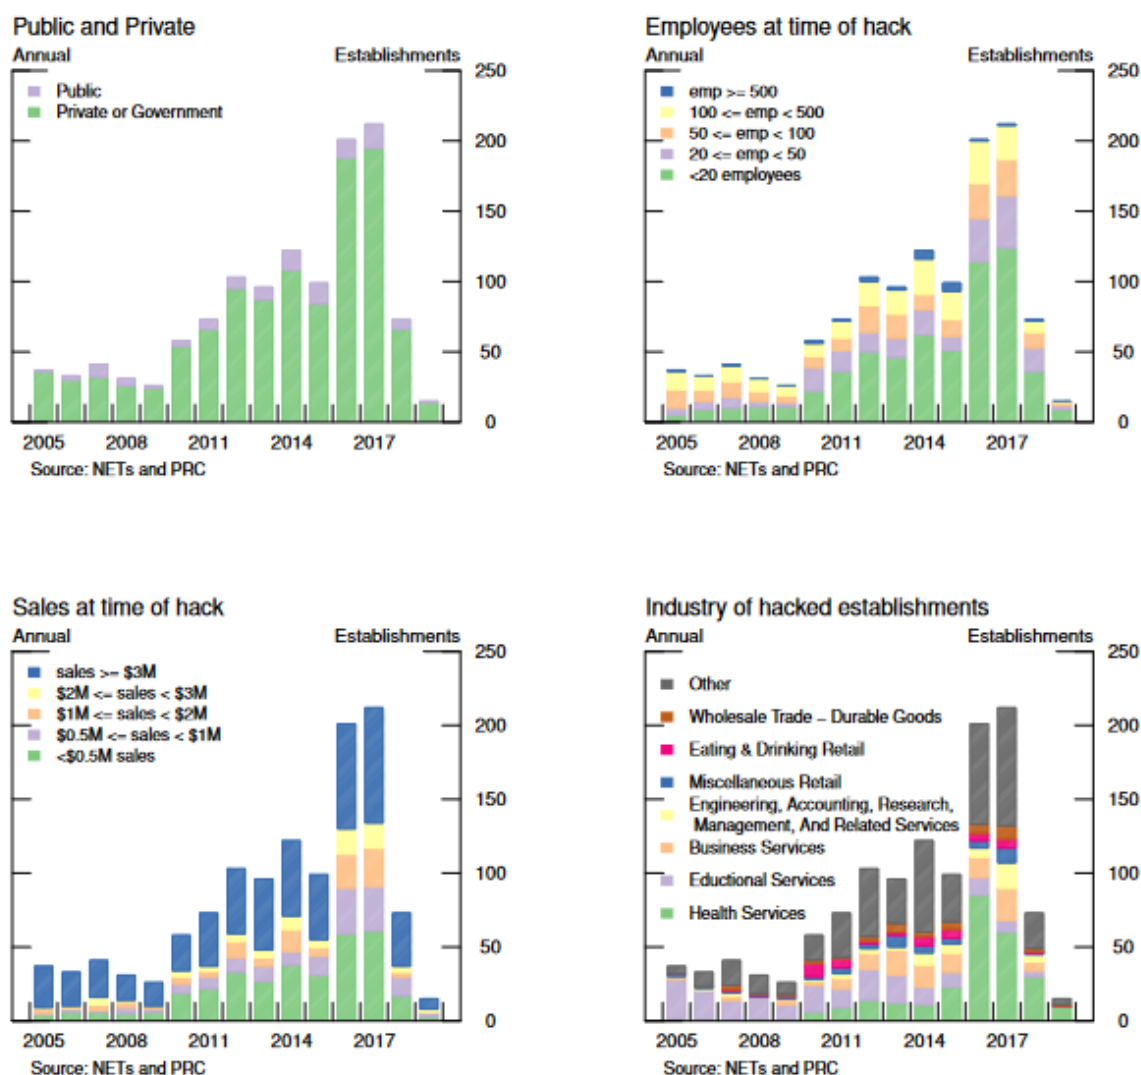 Public and Private
Annual Establishments
Public
Private or Government
250
200
150
100
50
0
2005 2008 2011 2014 2017
Source: NETs and PRC
Employees at time of hack
Annual Establishments
emp >= 500
100 <= emp < 500
50 <= emp < 100
20 <= emp < 50
<20 employees
250
200
150
100
50
0
2005 2008 2011 2014 2017
Source: NETs and PRC
Sales at time of hack
Annual Establishments
sales >= $3M
$2M <= sales < $3M
$1M <= sales < $2M
$0.5M <= sales < $1M
<$0.5M sales
250
200
150
100
50
0
2005 2008 2011 2014 2017
Source: NETs and PRC
Industry of hacked establishments
Annual Establishments
Other
Wholesale Trade – Durable Goods
Eating & Drinking Retail
Miscellaneous Retail
Engineering, Accounting, Research,
Management, And Related Services
Business Services
Eductional Services
Health Services
250
200
150
100
50
0
2005 2008 2011 2014 2017
Source: NETs and PRC